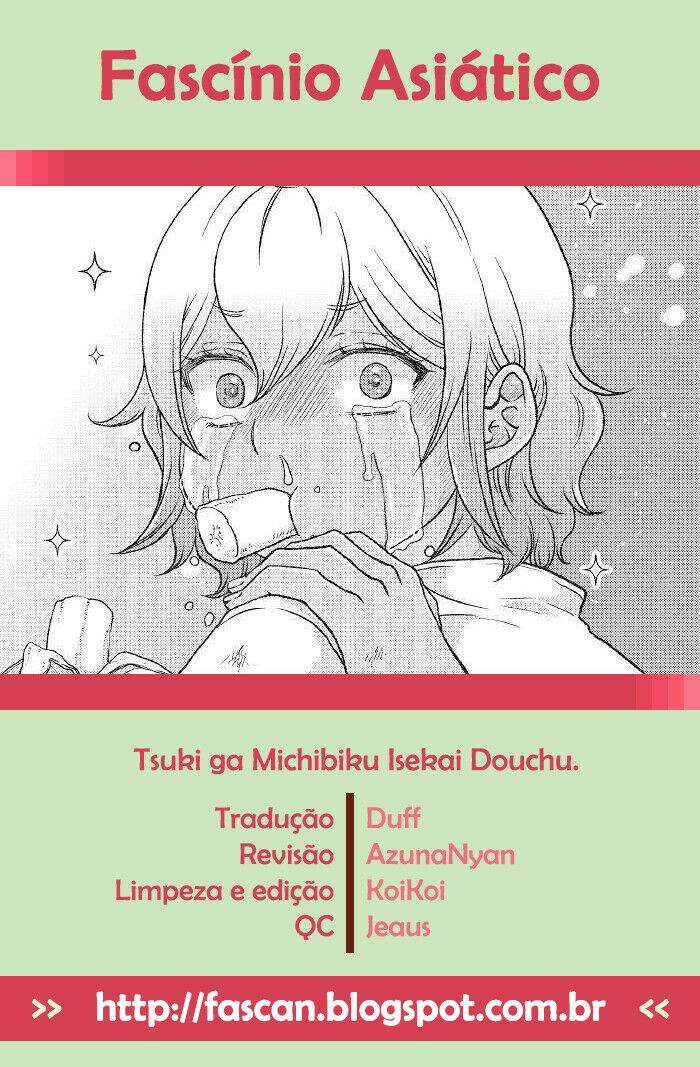 Fascínio Asiático
Tsuki ga Michibiku Isekai Douchu.
Tradução Duff
Revisão AzunaNyan
Limpeza e edição KoiKoi
QC Jeaus
>> http://fascan.blogspot.com.br <<